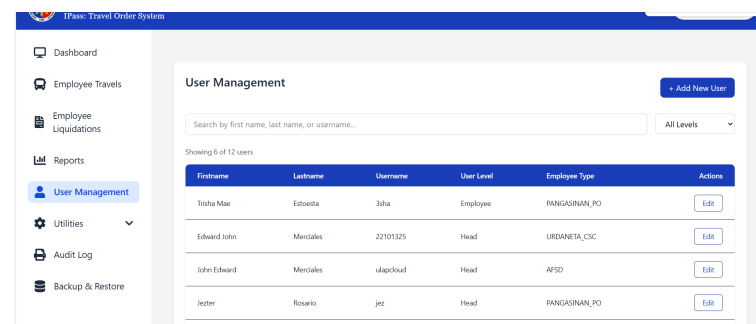 IPass: Travel Order System
Dashboard
Employee Travels
Employee
Liquidations
Reports
User Management
Utilities
Audit Log
Backup & Restore
User Management
+ Add New User
Search by first name, last name, or username...
All Levels
Showing 6 of 12 users
Firstname Lastname Username User Level Employee Type Actions
Trisha Mae Estoesta 3sha Employee PANGASINAN_PO Edit
Edward John Merciales 22101325 Head URDANETA_CSC Edit
John Edward Merciales ulapcloud Head AFSD Edit
Jezter Rosario jez Head PANGASINAN_PO Edit